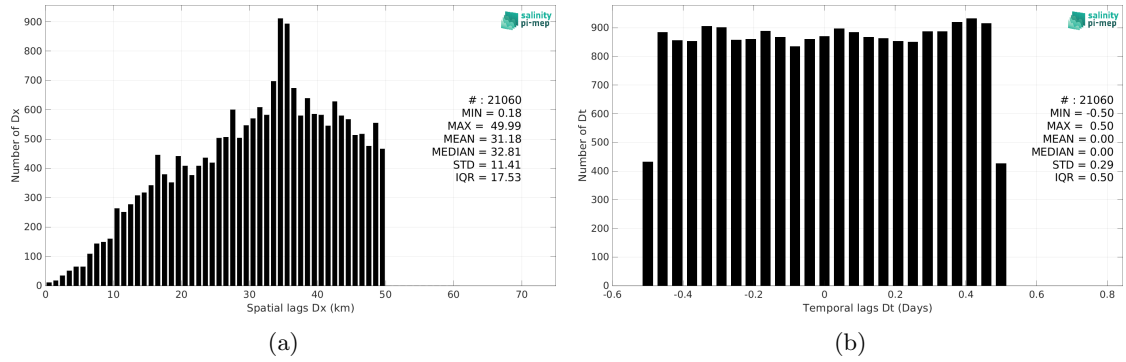 900
800
700
600
500
400
300
200
100
0
Number of Dx
0
10
20
30
40
50
60
70
Spatial lags Dx (km)
salinity
pi-mep
# : 21060
MIN = 0.18
MAX = 49.99
MEAN = 31.18
MEDIAN = 32.81
STD = 11.41
IQR = 17.53
(a)
900
800
700
600
500
400
300
200
100
0
Number of Dt
-0.6
-0.4
-0.2
0
0.2
0.4
0.6
0.8
Temporal lags Dt (Days)
salinity
pi-mep
# : 21060
MIN = -0.50
MAX = 0.50
MEAN = 0.00
MEDIAN = 0.00
STD = 0.29
IQR = 0.50
(b)